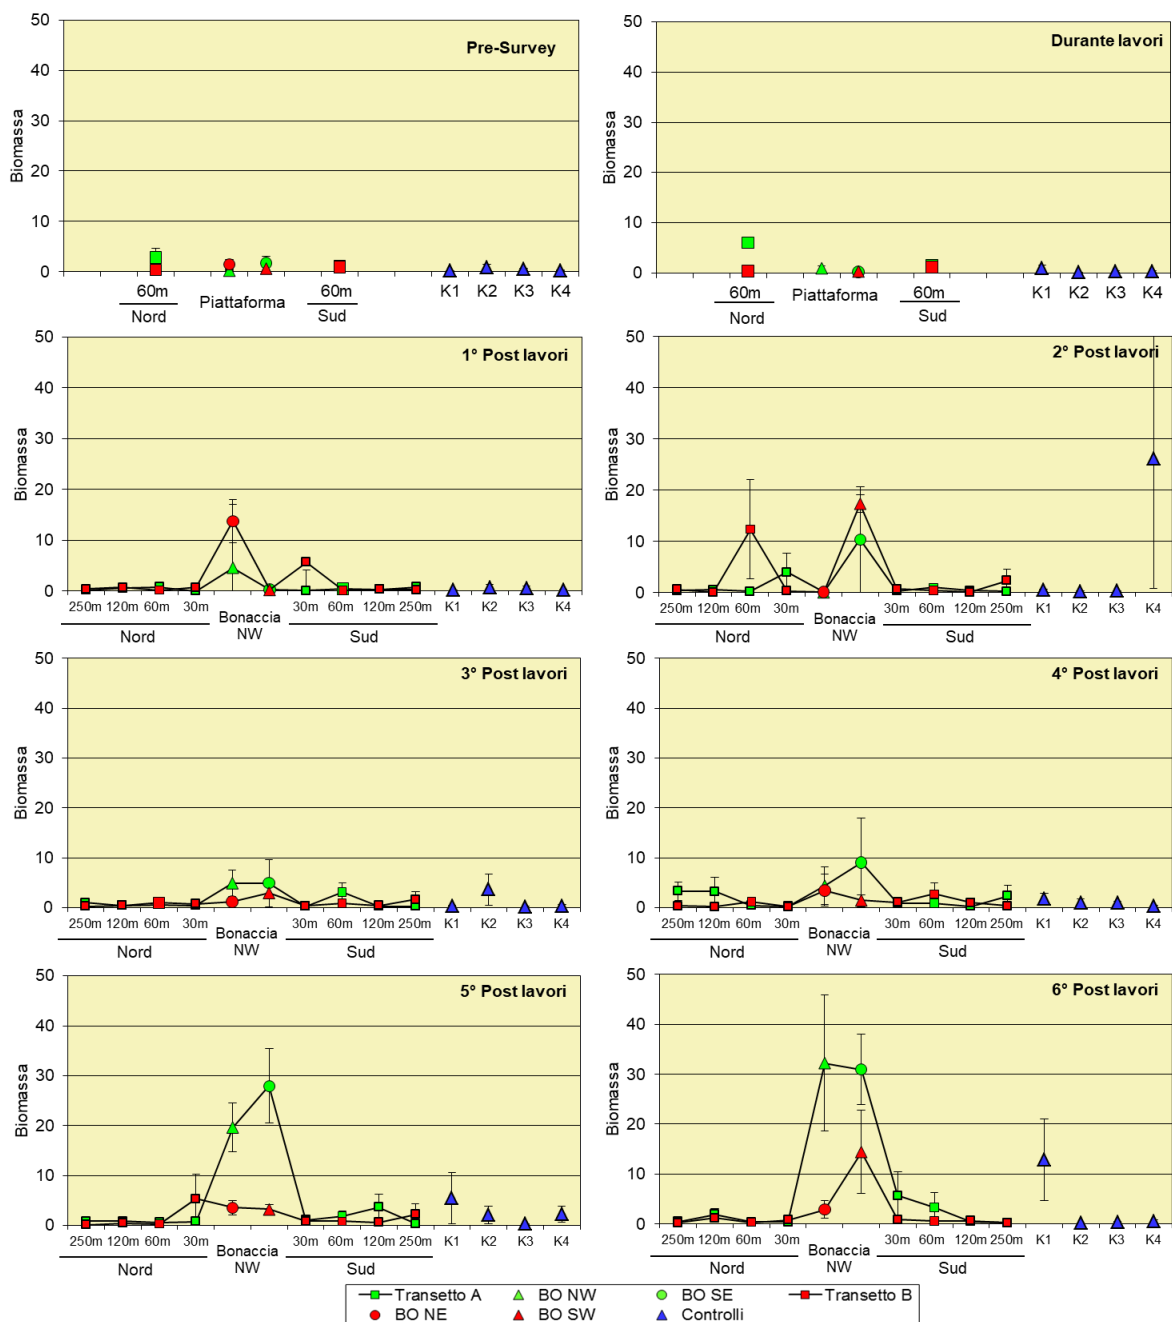 Pre-Survey
Biomassa
50
40
30
20
10
0
60m Piattaforma 60m K1 K2 K3 K4
Nord Sud
Durante lavori
Biomassa
50
40
30
20
10
0
60m Piattaforma 60m K1 K2 K3 K4
Nord Sud
1° Post lavori
Biomassa
50
40
30
20
10
0
250m 120m 60m 30m Bonaccia NW 30m 60m 120m 250m K1 K2 K3 K4
Nord Sud
2° Post lavori
Biomassa
50
40
30
20
10
0
250m 120m 60m 30m Bonaccia NW 30m 60m 120m 250m K1 K2 K3 K4
Nord Sud
3° Post lavori
Biomassa
50
40
30
20
10
0
250m 120m 60m 30m Bonaccia NW 30m 60m 120m 250m K1 K2 K3 K4
Nord Sud
4° Post lavori
Biomassa
50
40
30
20
10
0
250m 120m 60m 30m Bonaccia NW 30m 60m 120m 250m K1 K2 K3 K4
Nord Sud
5° Post lavori
Biomassa
50
40
30
20
10
0
250m 120m 60m 30m Bonaccia NW 30m 60m 120m 250m K1 K2 K3 K4
Nord Sud
6° Post lavori
Biomassa
50
40
30
20
10
0
250m 120m 60m 30m Bonaccia NW 30m 60m 120m 250m K1 K2 K3 K4
Nord Sud
Transetto A BO NW BO SE Transetto B
BO NE BO SW Controlli